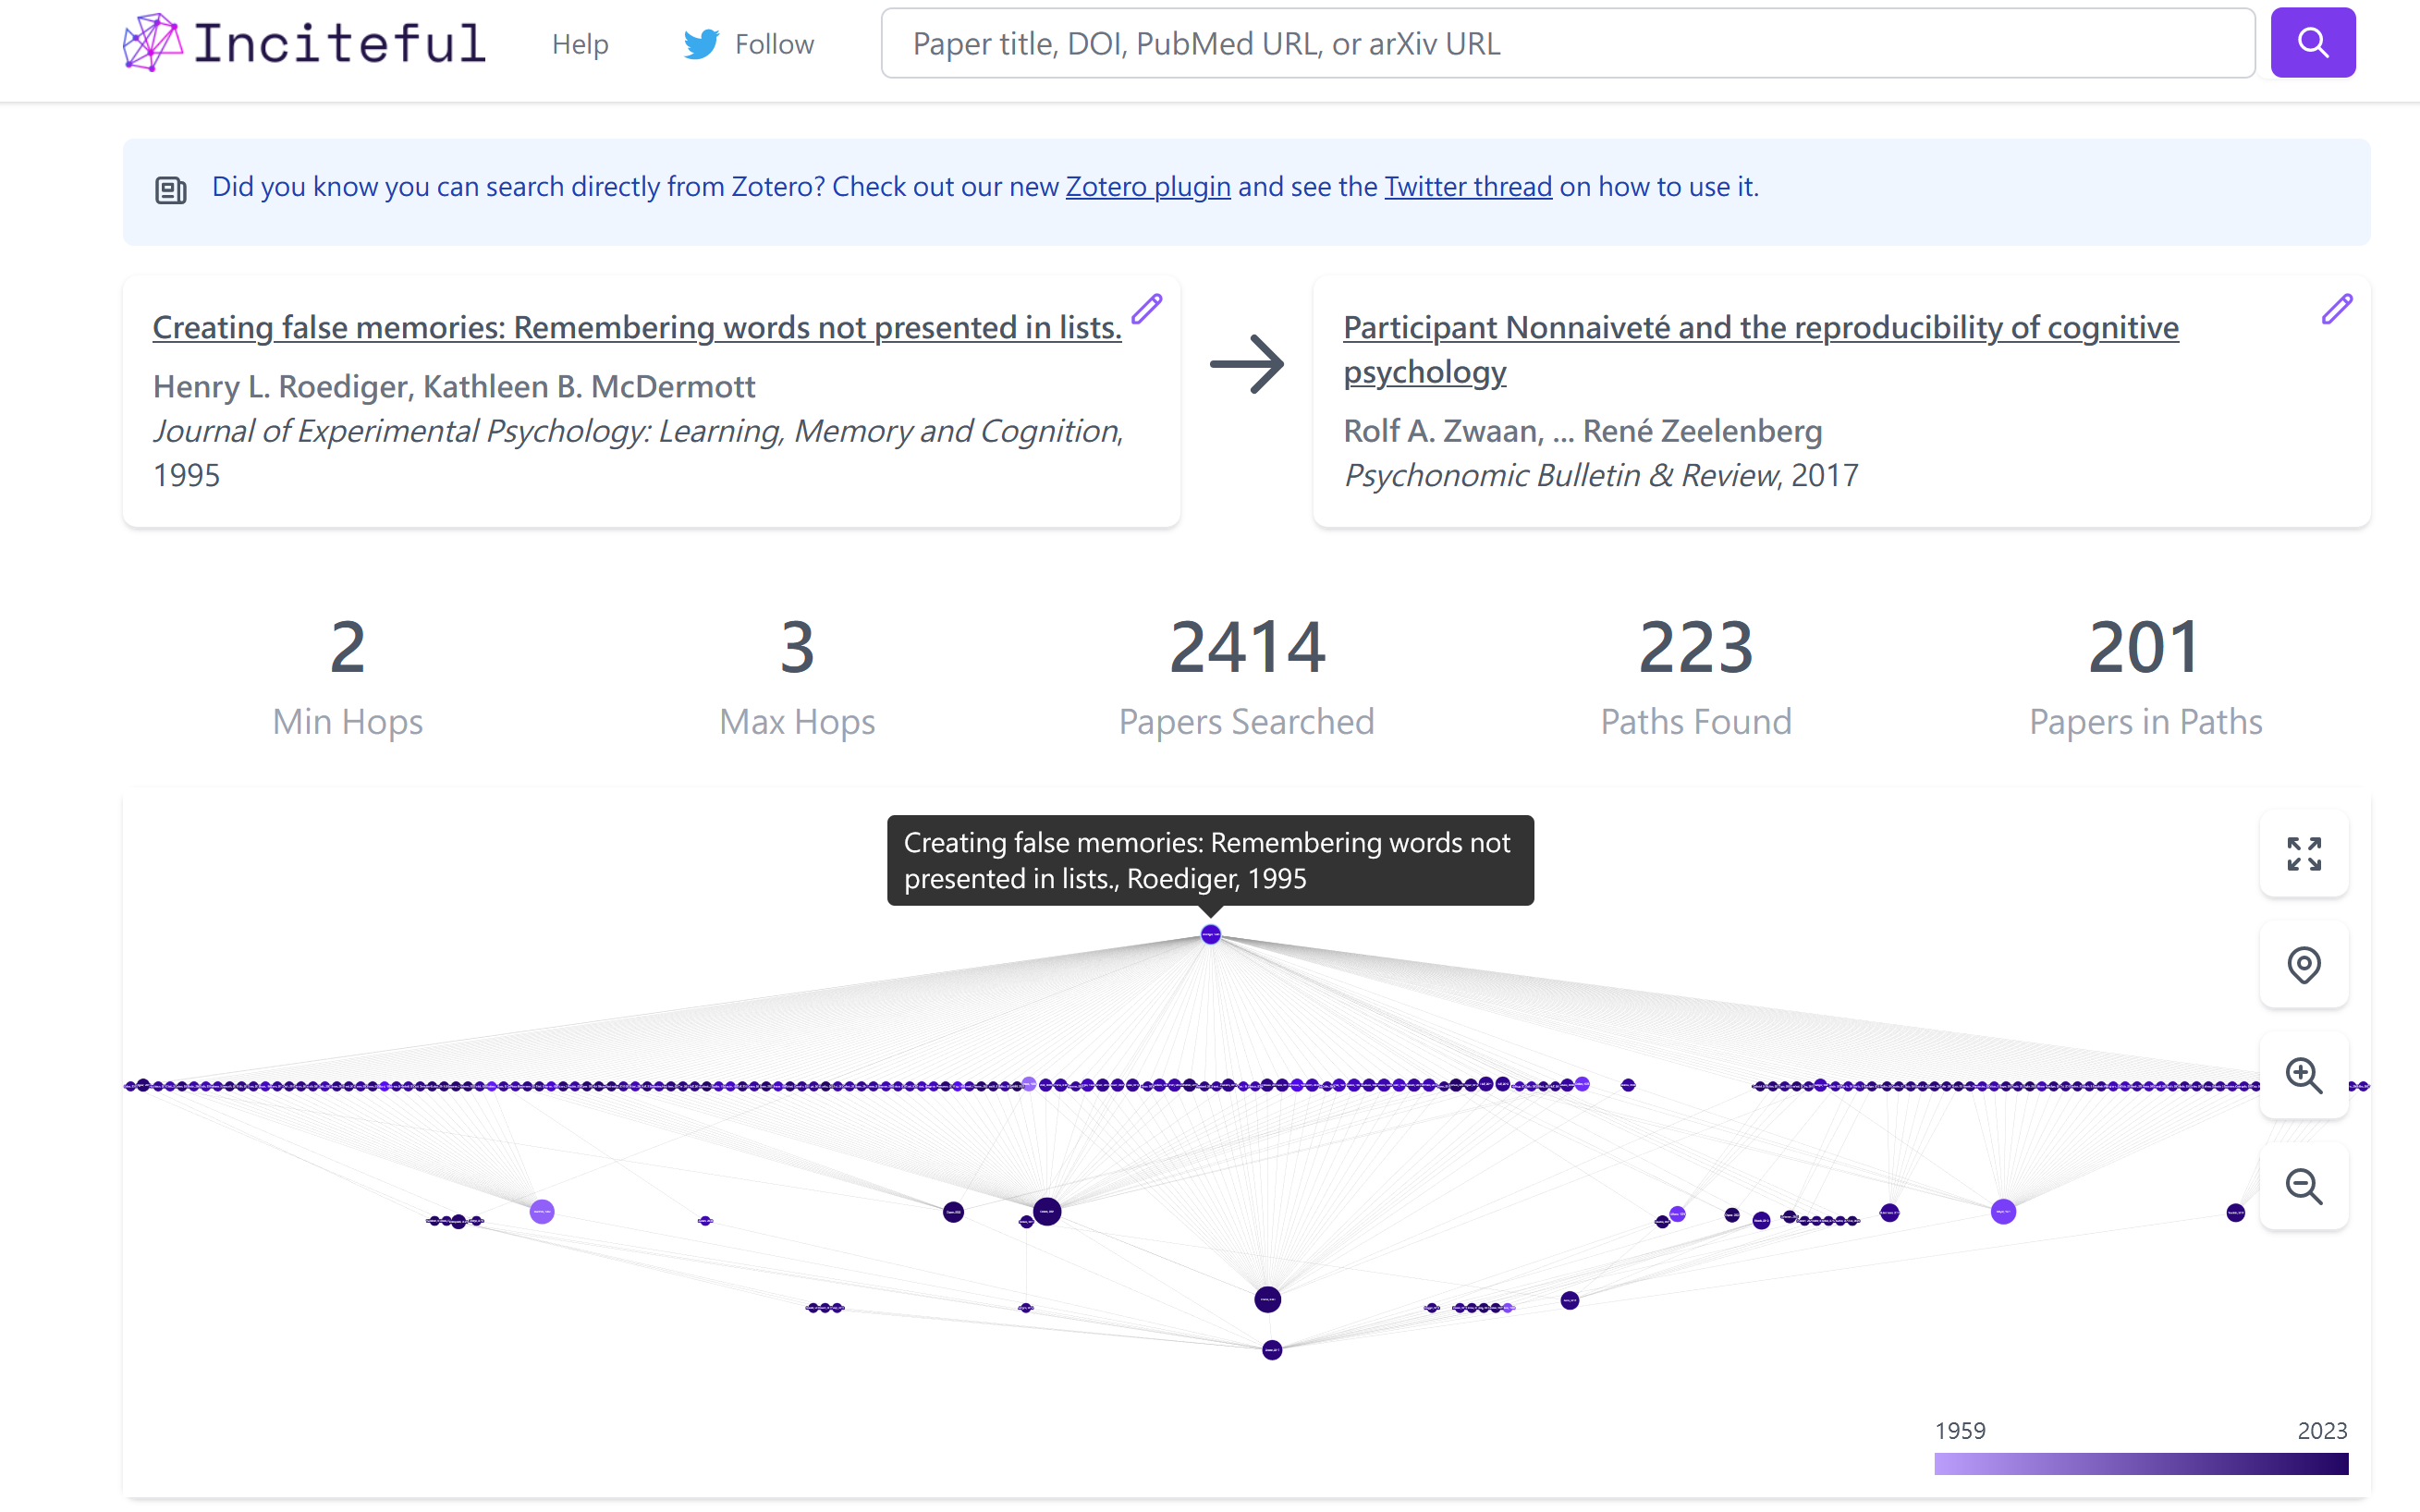 Inciteful
Help
Follow
Paper title, DOI, PubMed URL, or arXiv URL
Did you know you can search directly from Zotero? Check out our new Zotero plugin and see the Twitter thread on how to use it.
Creating false memories: Remembering words not presented in lists.
Henry L. Roediger, Kathleen B. McDermott
Journal of Experimental Psychology: Learning, Memory and Cognition,
1995
Participant Nonnaiveté and the reproducibility of cognitive
psychology
Rolf A. Zwaan, ... René Zeelenberg
Psychonomic Bulletin & Review, 2017
2
Min Hops
3
Max Hops
2414
Papers Searched
223
Paths Found
201
Papers in Paths
Creating false memories: Remembering words not
presented in lists., Roediger, 1995
1959
2023